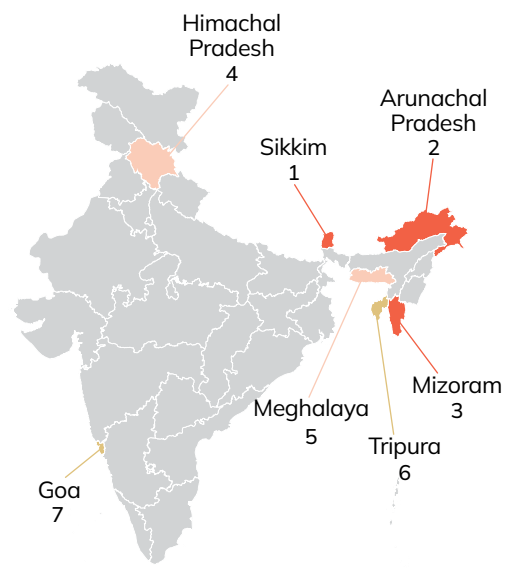 Himachal
Pradesh
4
Arunachal
Pradesh
2
Sikkim
1
Mizoram
3
Meghalaya
5
Tripura
6
Goa
7